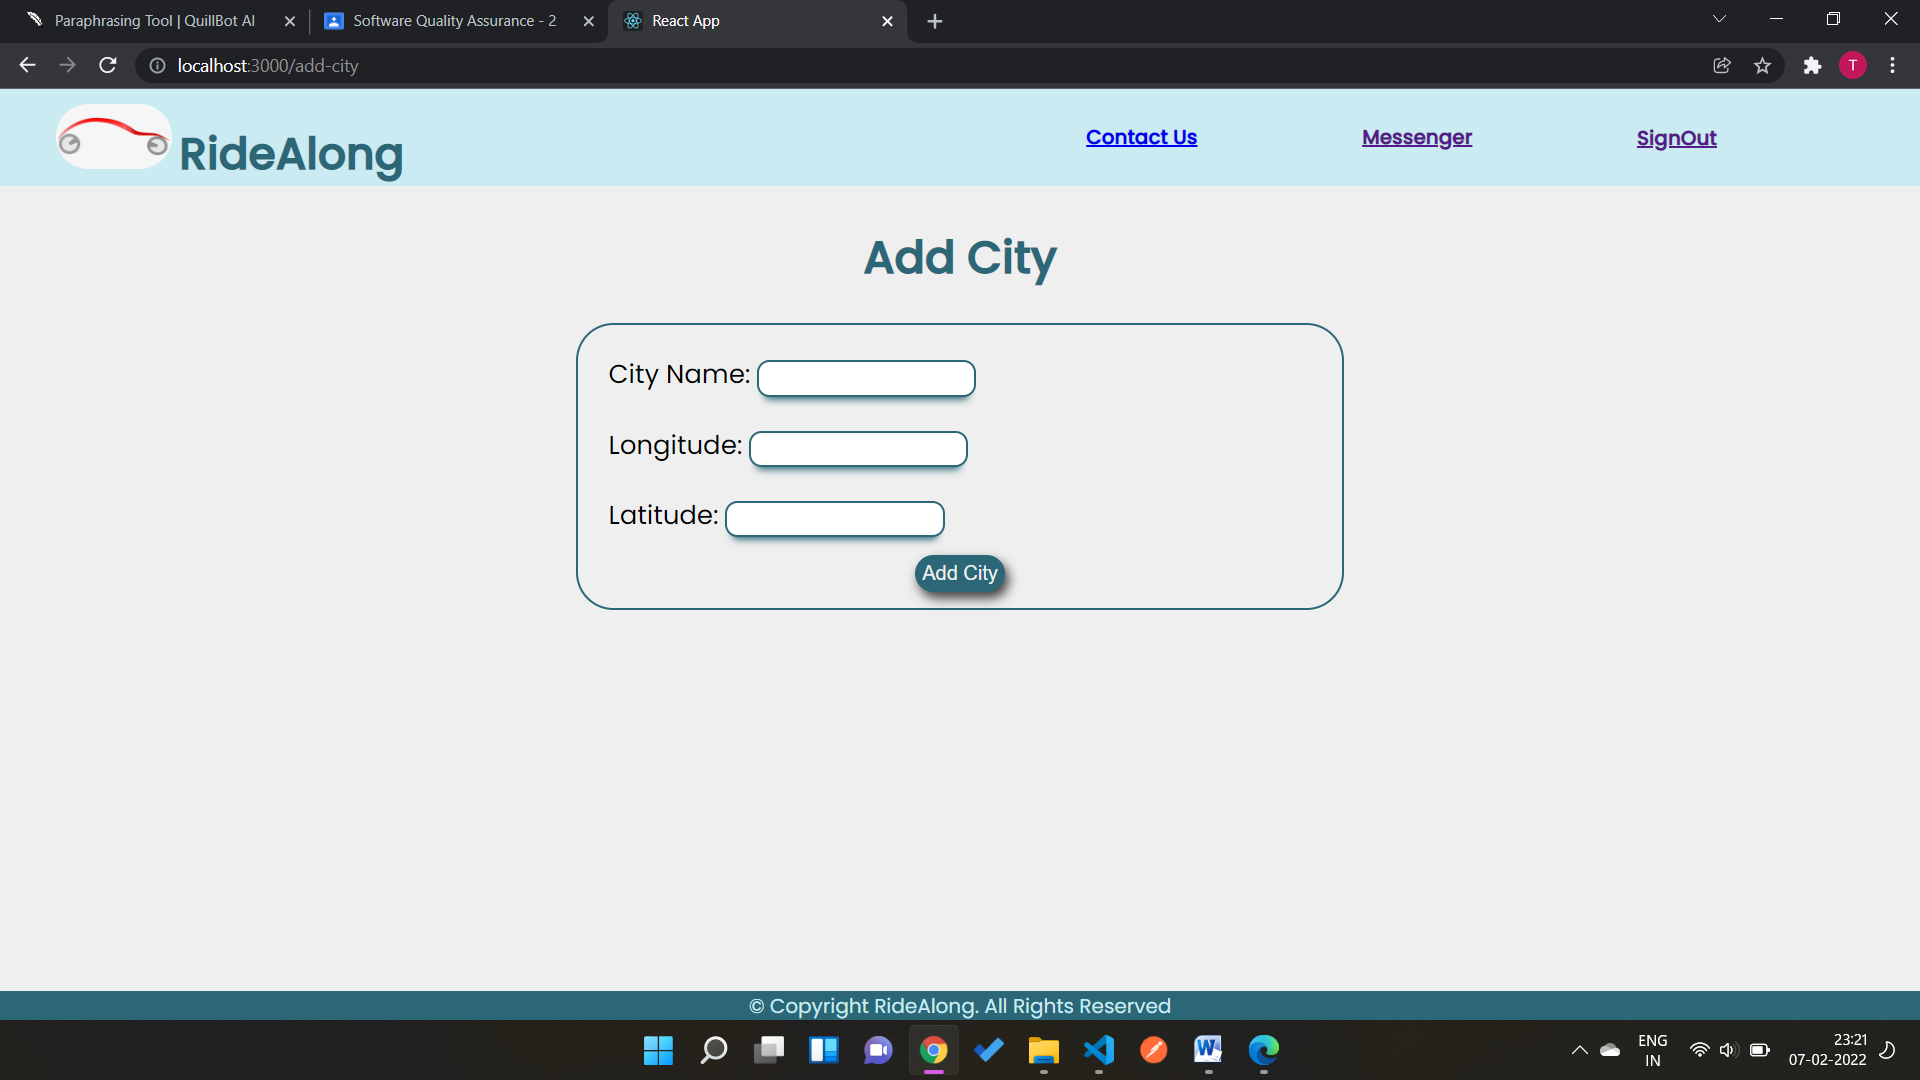 Paraphrasing Tool | QuillBot AI
Software Quality Assurance - 2
React App
localhost:3000/add-city
T
RideAlong
Contact Us
Messenger
SignOut
Add City
City Name:
Longitude:
Latitude:
Add City
© Copyright RideAlong. All Rights Reserved
ENG
IN
23:21
07-02-2022